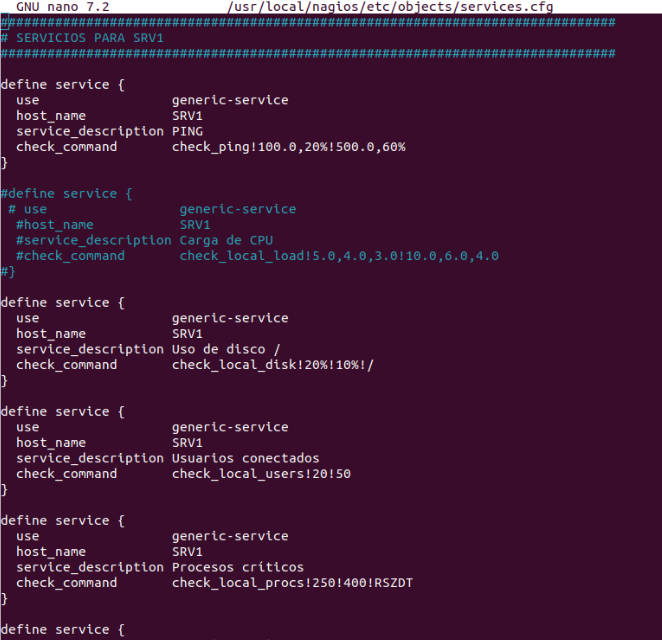 GNU nano 7.2 /usr/local/nagios/etc/objects/services.cfg
###############################################################################
# SERVICIOS PARA SRV1
###############################################################################
define service {
use generic-service
host_name SRV1
service_description PING
check_command check_ping!100.0,20%!500.0,60%
}
#define service {
# use generic-service
#host_name SRV1
#service_description Carga de CPU
#check_command check_local_load!5.0,4.0,3.0!10.0,6.0,4.0
#}
define service {
use generic-service
host_name SRV1
service_description Uso de disco /
check_command check_local_disk!20%!10%!/
}
define service {
use generic-service
host_name SRV1
service_description Usuarios conectados
check_command check_local_users!20!50
}
define service {
use generic-service
host_name SRV1
service_description Procesos críticos
check_command check_local_procs!250!400!RSZDT
}
define service {